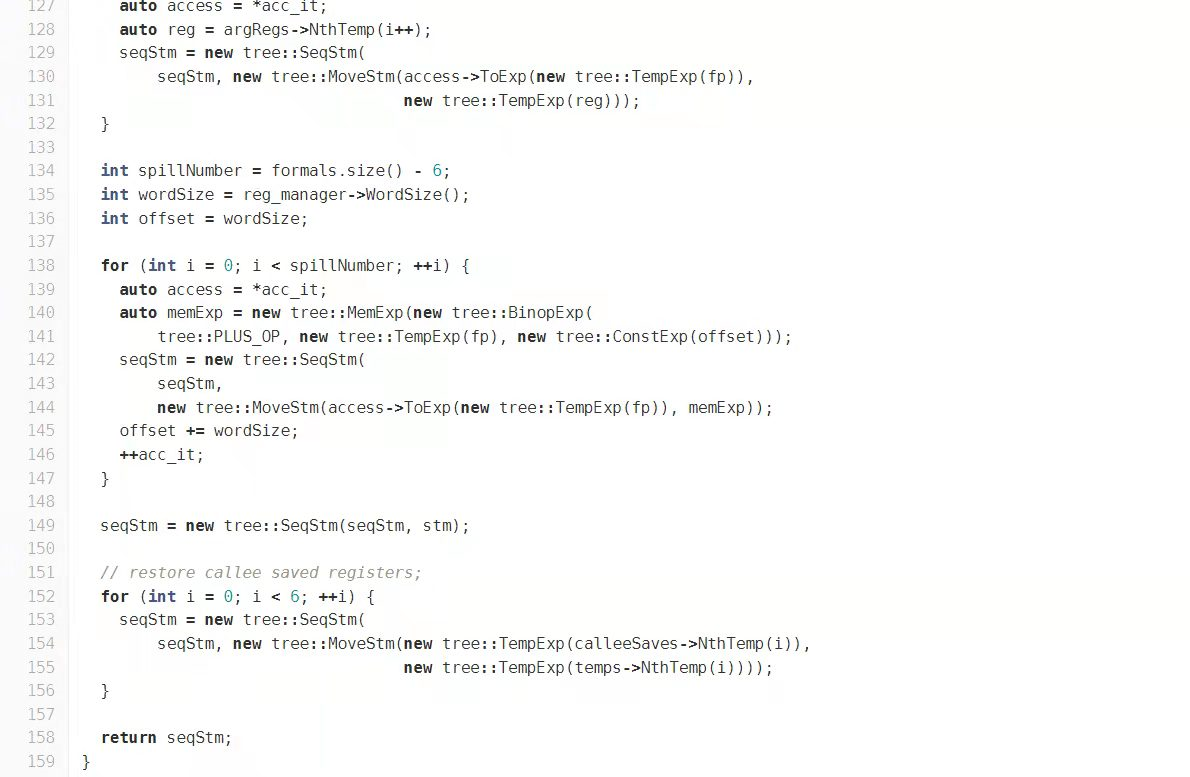 127     auto access = *acc_it;
128     auto reg = argRegs->NthTemp(i++);
129     seqStm = new tree::SeqStm(
130         seqStm, new tree::MoveStm(access->ToExp(new tree::TempExp(fp)),
131                                   new tree::TempExp(reg)));
132   }
133
134   int spillNumber = formals.size() - 6;
135   int wordSize = reg_manager->WordSize();
136   int offset = wordSize;
137
138   for (int i = 0; i < spillNumber; ++i) {
139     auto access = *acc_it;
140     auto memExp = new tree::MemExp(new tree::BinopExp(
141         tree::PLUS_OP, new tree::TempExp(fp), new tree::ConstExp(offset)));
142     seqStm = new tree::SeqStm(
143         seqStm,
144         new tree::MoveStm(access->ToExp(new tree::TempExp(fp)), memExp));
145     offset += wordSize;
146     ++acc_it;
147   }
148
149   seqStm = new tree::SeqStm(seqStm, stm);
150
151   // restore callee saved registers;
152   for (int i = 0; i < 6; ++i) {
153     seqStm = new tree::SeqStm(
154         seqStm, new tree::MoveStm(new tree::TempExp(calleeSaves->NthTemp(i)),
155                                   new tree::TempExp(temps->NthTemp(i))));
156   }
157
158   return seqStm;
159 }